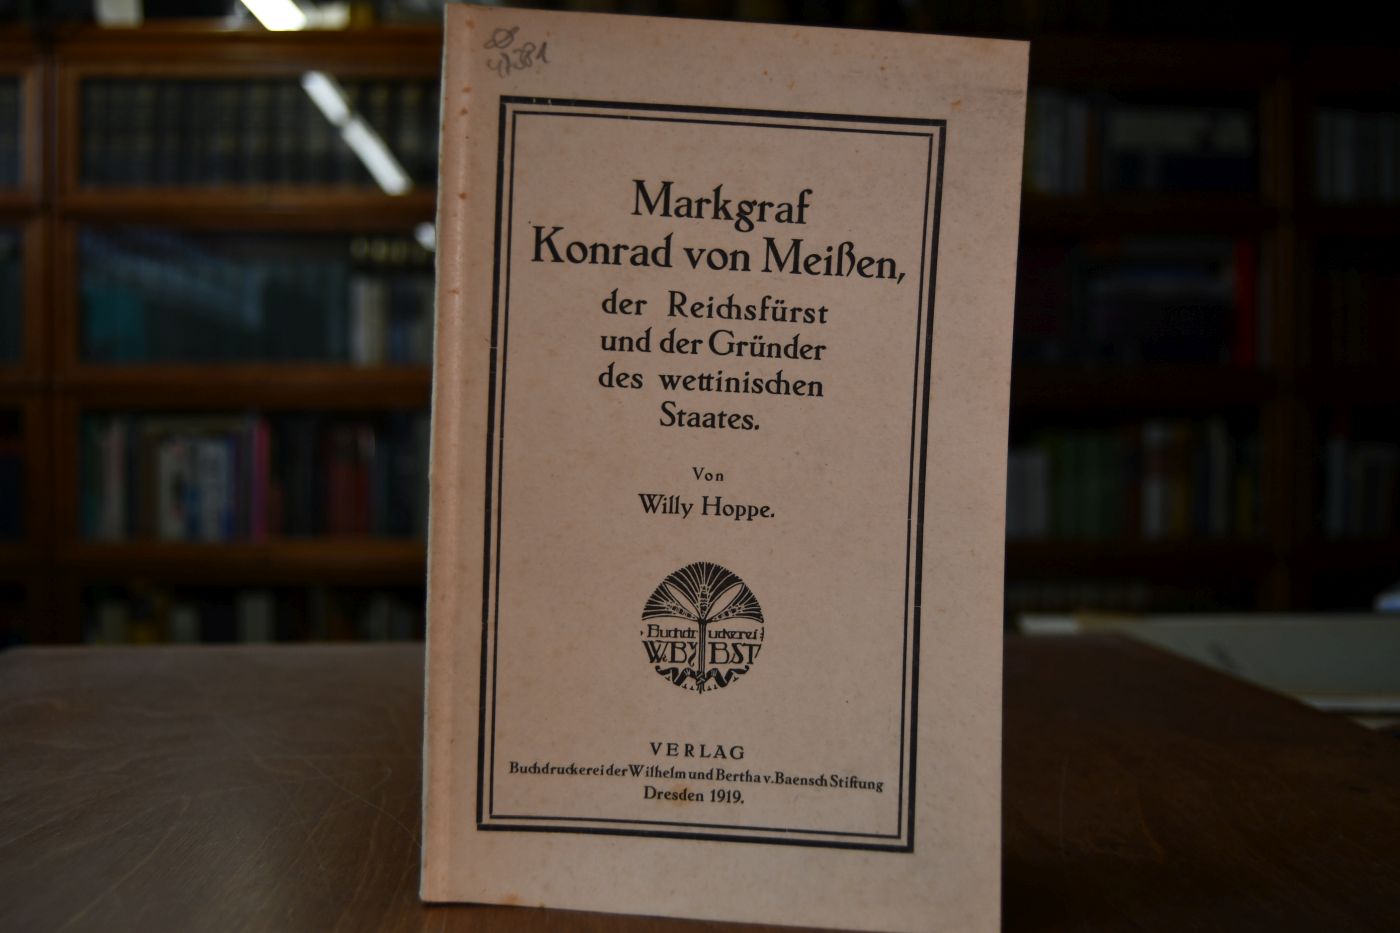 Markgraf
Konrad von Meißen,
der Reichsfürst
und der Gründer
des wettinischen
Staates.
Von
Willy Hoppe.
Buchdruckerei
W.B.v.BST
VERLAG
Buchdruckerei der Wilhelm und Bertha v. Baensch Stiftung
Dresden 1919.